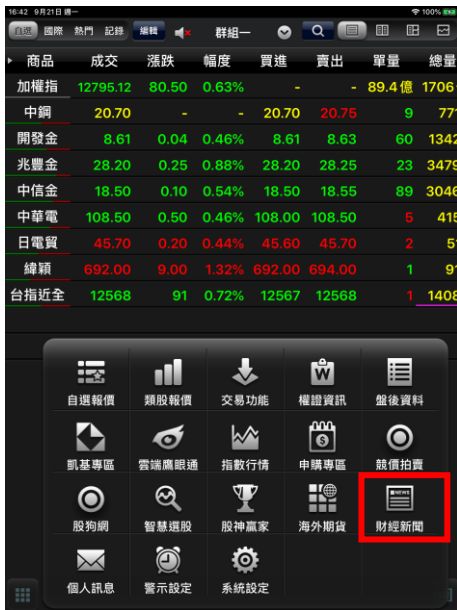 16:42 9月21日 週一 100%
自選 國際 熱門 記錄 編輯 群組一
商品 成交 漲跌 幅度 買進 賣出 單量 總量
加權指 12795.12 80.50 0.63% - - 89.4億 1706
中鋼 20.70 - - 20.70 20.75 9 77
開發金 8.61 0.04 0.46% 8.61 8.63 60 1342
兆豐金 28.20 0.25 0.88% 28.20 28.25 23 3479
中信金 18.50 0.10 0.54% 18.50 18.55 89 3046
中華電 108.50 0.50 0.46% 108.00 108.50 5 415
日電貿 45.70 0.20 0.44% 45.60 45.70 2 5
緯穎 692.00 9.00 1.32% 692.00 694.00 1 9
台指近全 12568 91 0.72% 12567 12568 1 1408
自選報價 類股報價 交易功能 權證資訊 盤後資料
凱基專區 雲端鷹眼通 指數行情 申購專區 競價拍賣
股狗網 智慧選股 股神贏家 海外期貨 財經新聞
個人訊息 警示設定 系統設定